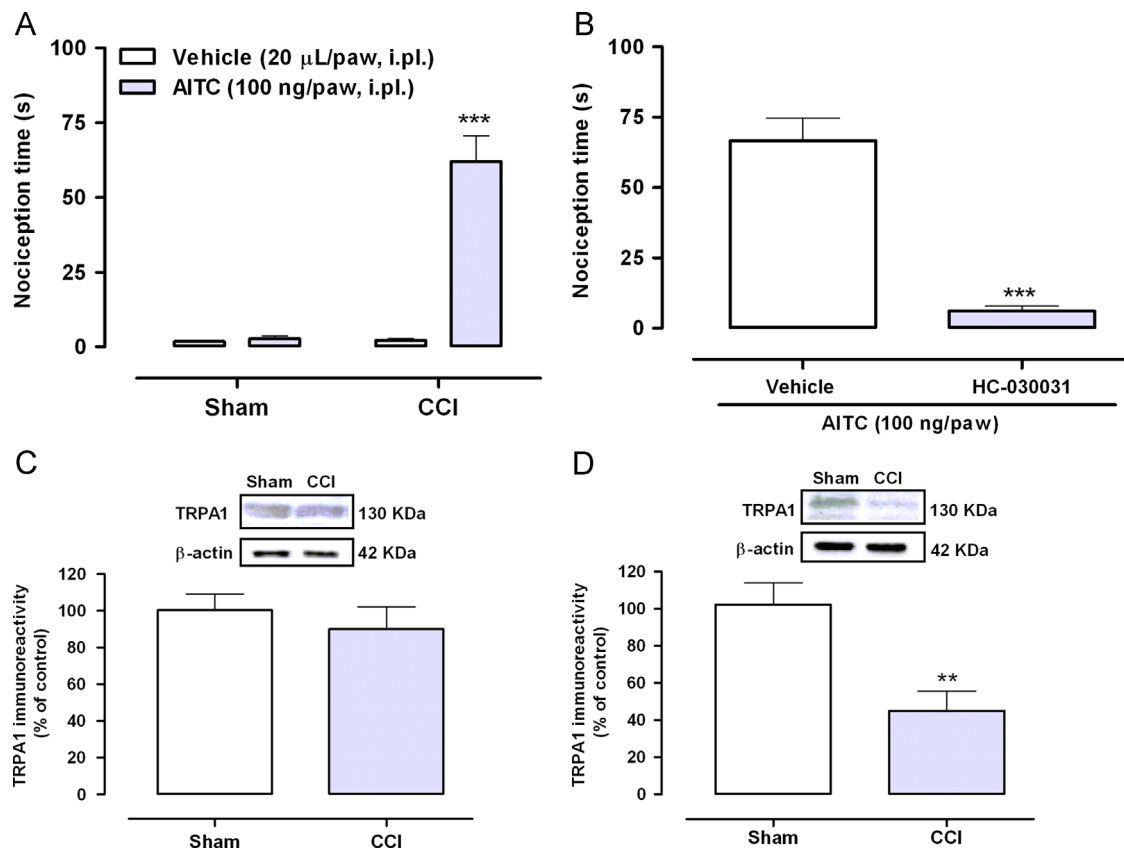 A
Nociception time (s)
100
75
50
25
0
Vehicle (20 μL/paw, i.pl.)
AITC (100 ng/paw, i.pl.)
***
Sham CCI
B
Nociception time (s)
100
75
50
25
0
***
Vehicle HC-030031
AITC (100 ng/paw)
C
Sham CCI
TRPA1 130 KDa
β-actin 42 KDa
TRPA1 immunoreactivity
(% of control)
120
100
80
60
40
20
0
Sham CCI
D
Sham CCI
TRPA1 130 KDa
β-actin 42 KDa
TRPA1 immunoreactivity
(% of control)
120
100
80
60
40
20
0
**
Sham CCI